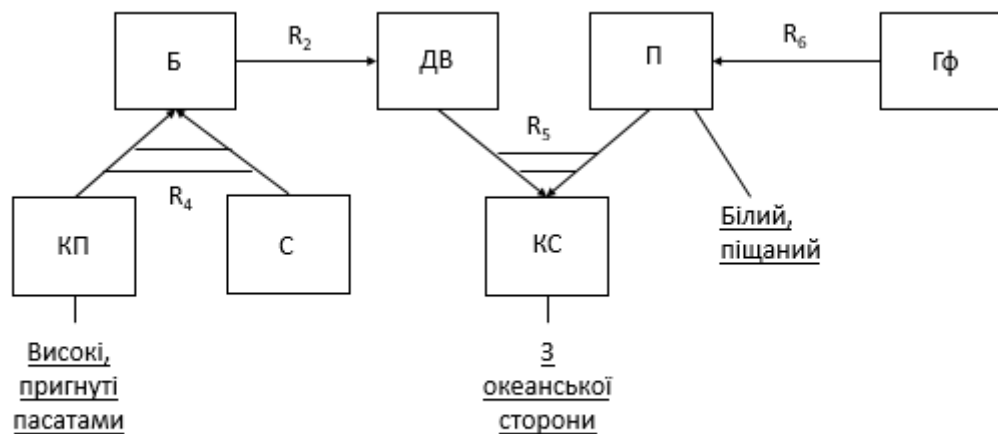 Б
R₂
ДВ
П
R₆
Гф
R₄
R₅
КП
С
КС
Білий,
піщаний
Високі,
пригнуті
пасатами
З
океанської
сторони